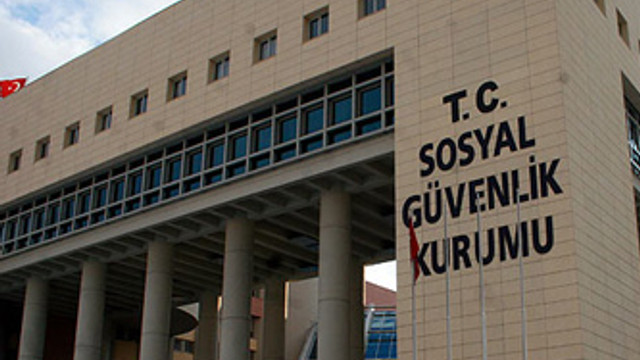 T. C.
SOSYAL
GÜVENLİK
KURUMU